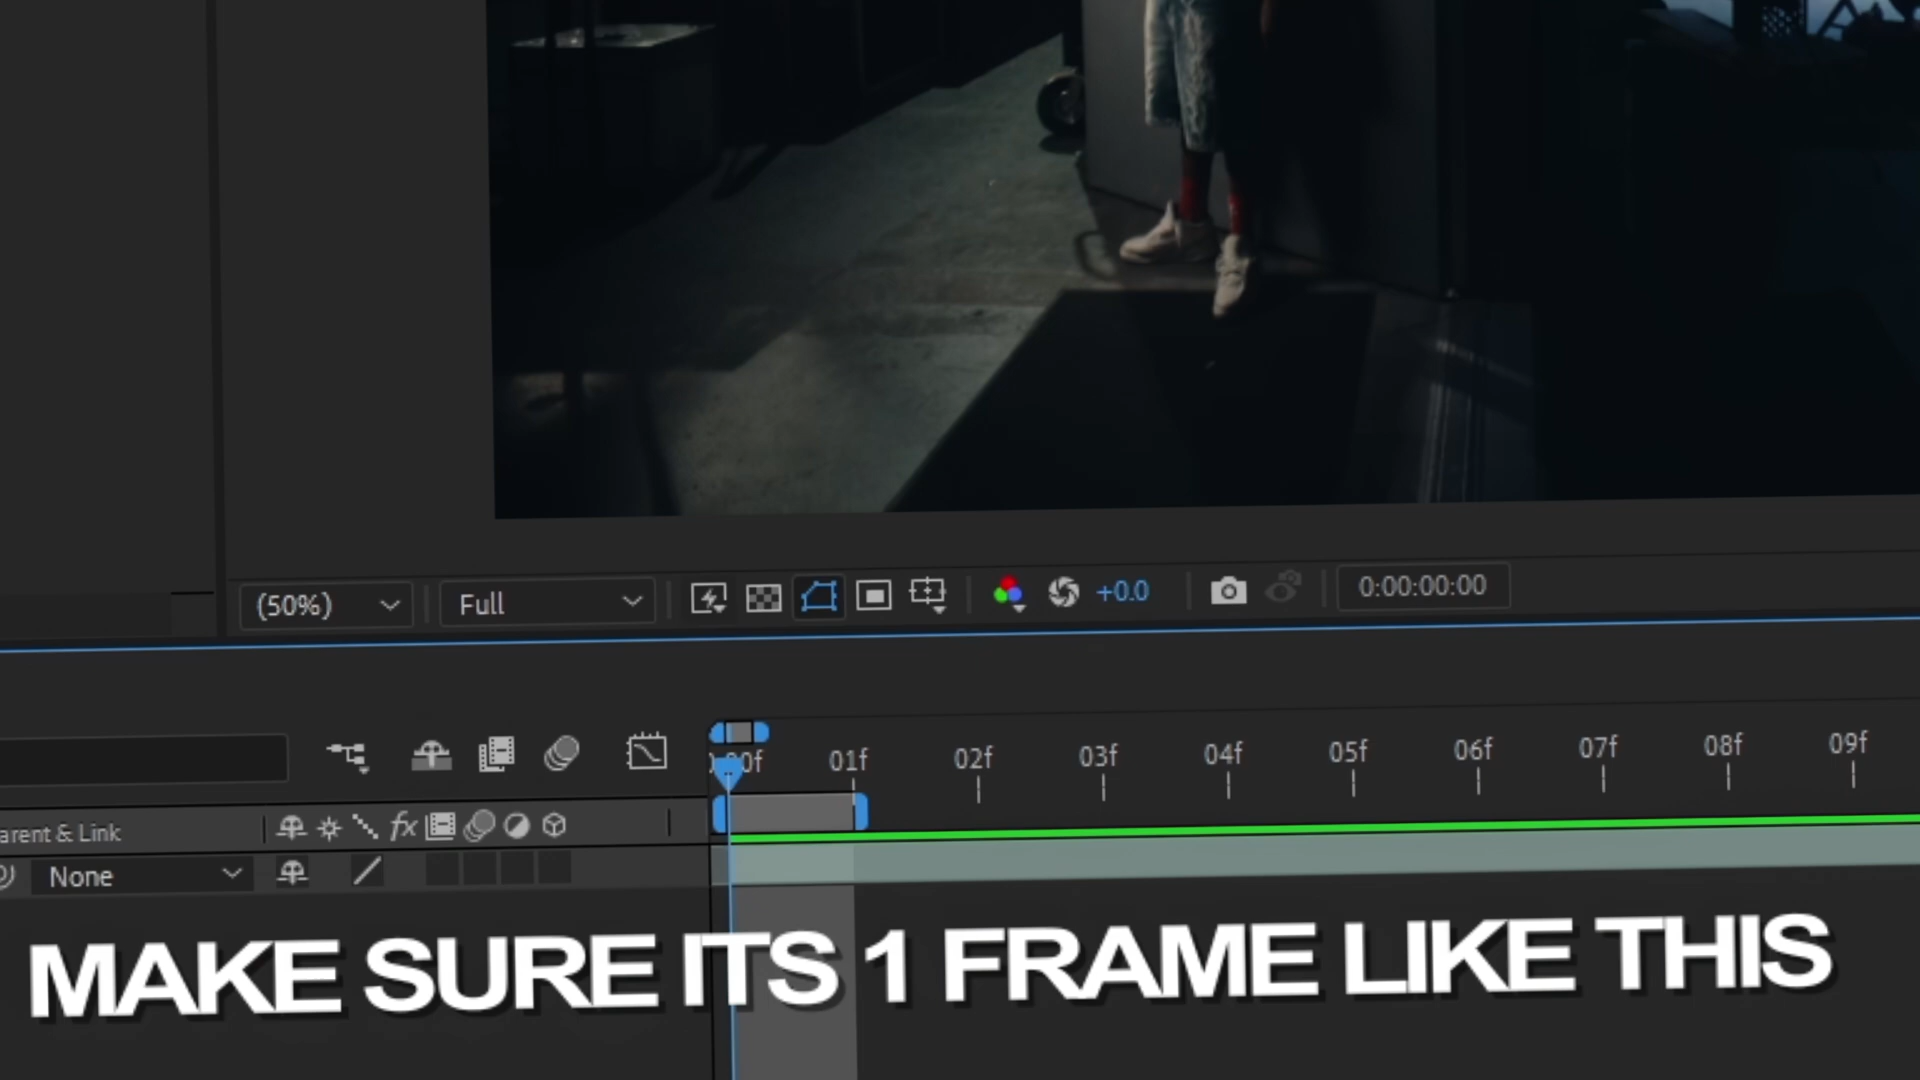 (50%)
Full
+0.0
0:00:00:00
01f
02f
03f
04f
05f
06f
07f
08f
09f
arent & Link
fx
None
MAKE SURE ITS 1 FRAME LIKE THIS